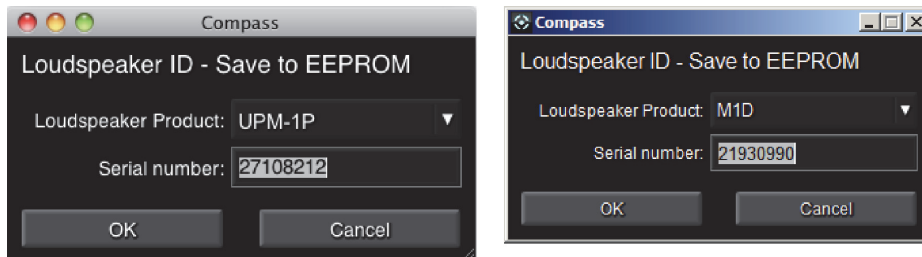 Compass
Loudspeaker ID - Save to EEPROM
Loudspeaker Product: UPM-1P
Serial number: 27108212
OK Cancel
Compass
Loudspeaker ID - Save to EEPROM
Loudspeaker Product: M1D
Serial number: 21930990
OK Cancel